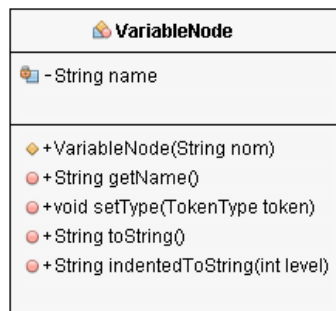 VariableNode
-String name
+VariableNode(String nom)
+String getName()
+void setType(TokenType token)
+String toString()
+String indentedToString(int level)